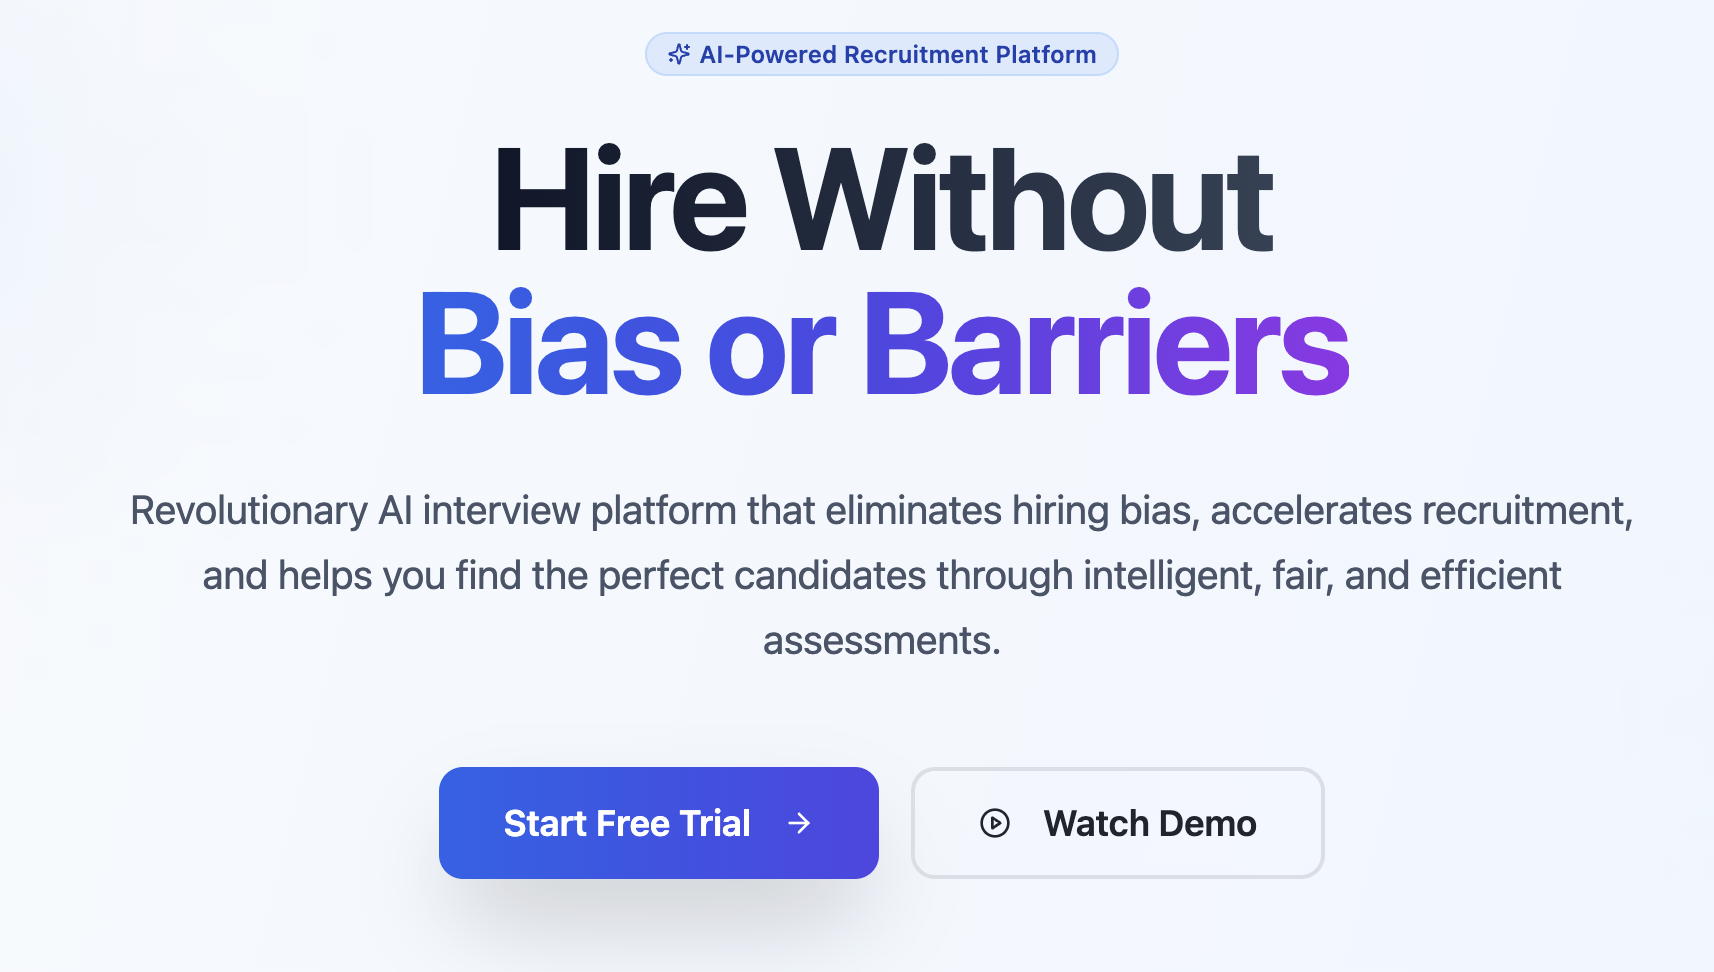 AI-Powered Recruitment Platform
Hire Without
Bias or Barriers
Revolutionary AI interview platform that eliminates hiring bias, accelerates recruitment,
and helps you find the perfect candidates through intelligent, fair, and efficient
assessments.
Start Free Trial
Watch Demo